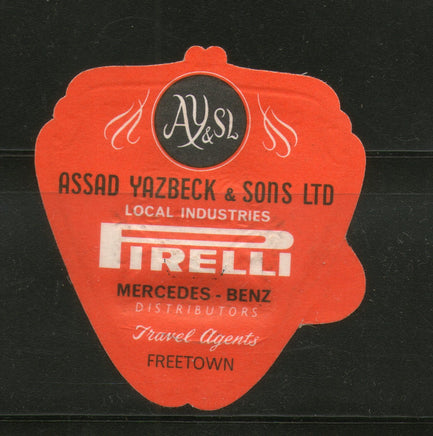 AY&SL
ASSAD YAZBECK & SONS LTD
LOCAL INDUSTRIES
PIRELLI
MERCEDES - BENZ
DISTRIBUTORS
Travel Agents
FREETOWN